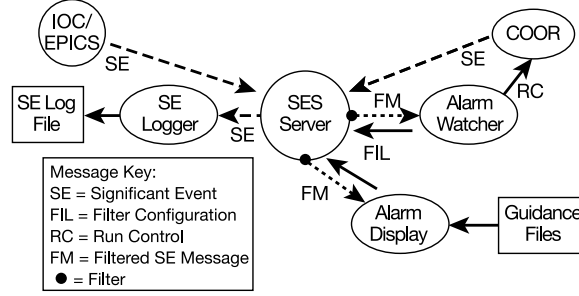 IOC/
EPICS
COOR
SE
SE
SE Log
File
SE
Logger
SE
SES
Server
FM
FIL
Alarm
Watcher
RC
FM
Alarm
Display
Guidance
Files
Message Key:
SE = Significant Event
FIL = Filter Configuration
RC = Run Control
FM = Filtered SE Message
= Filter